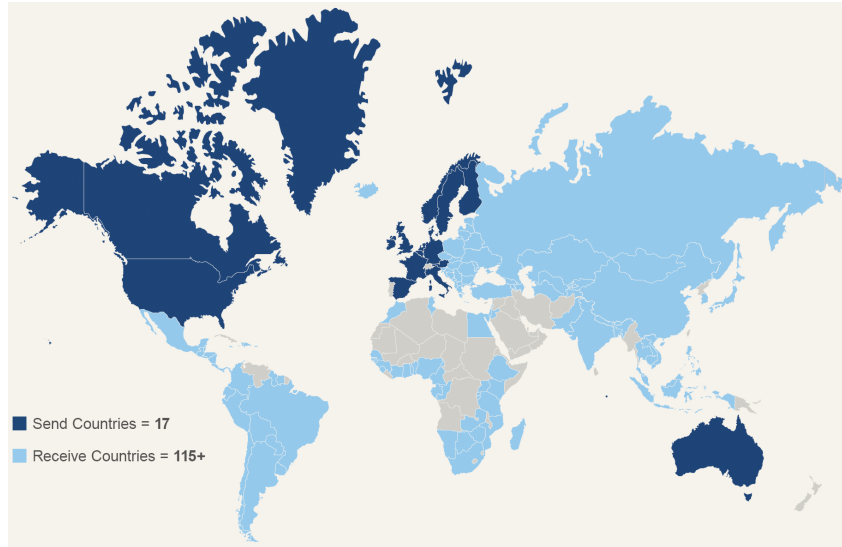 Send Countries = 17
Receive Countries = 115+